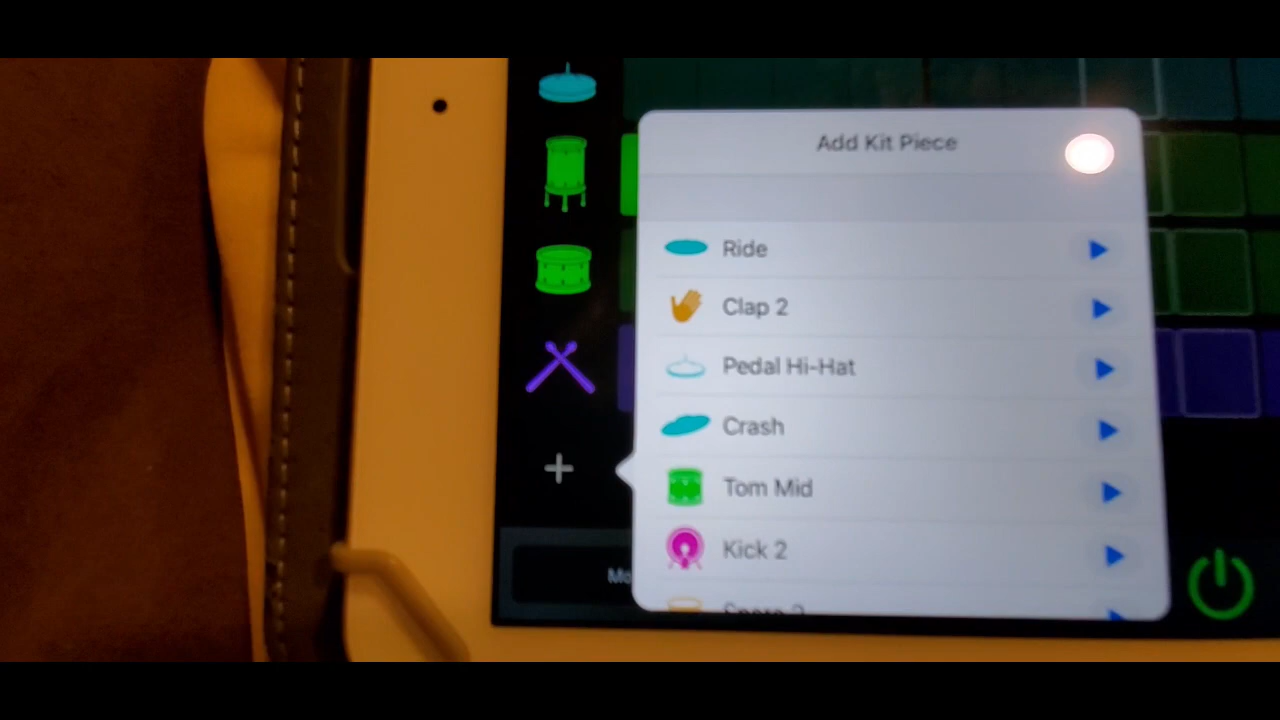 Add Kit Piece
Ride
Clap 2
Pedal Hi-Hat
Crash
Tom Mid
Kick 2